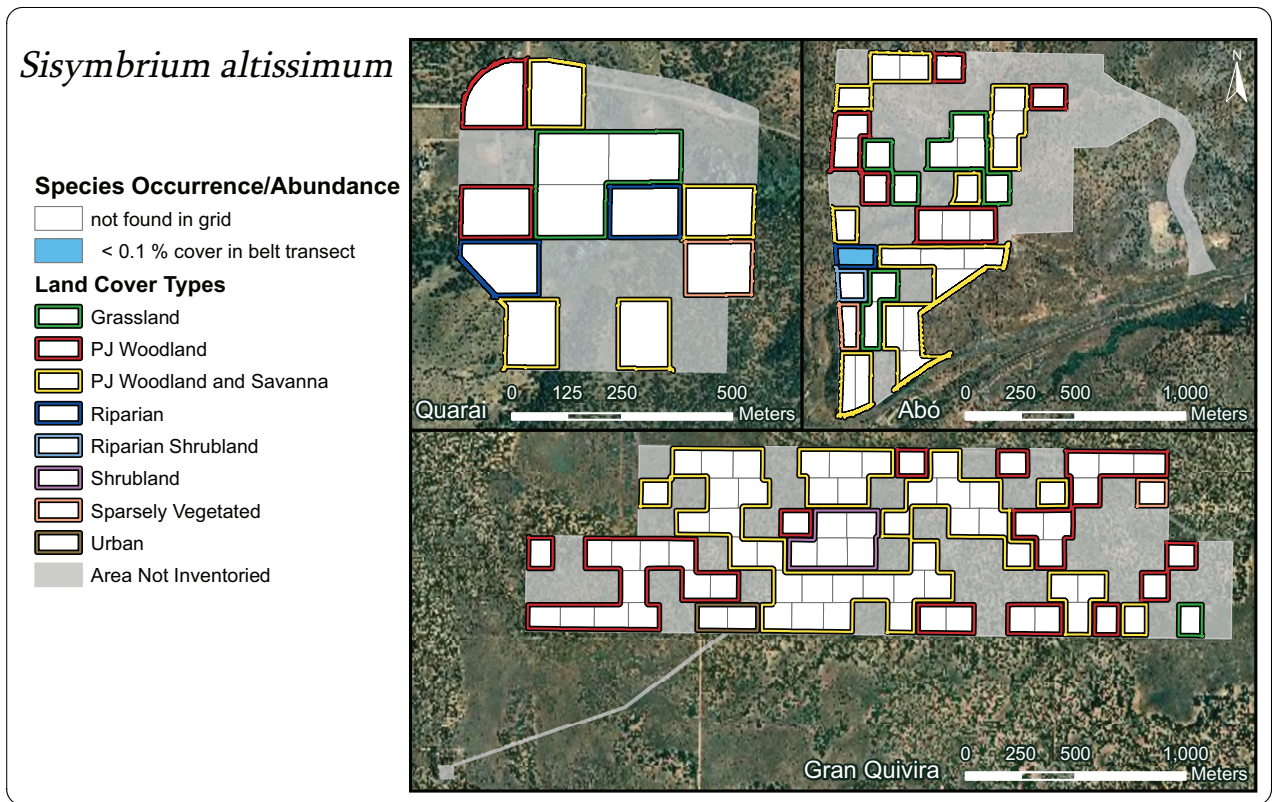 Sisymbrium altissimum
Species Occurrence/Abundance
not found in grid
< 0.1 % cover in belt transect
Land Cover Types
Grassland
PJ Woodland
PJ Woodland and Savanna
Riparian
Riparian Shrubland
Shrubland
Sparsely Vegetated
Urban
Area Not Inventoried
0 125 250 500
Quarai Meters
N
0 250 500 1,000
Abó Meters
0 250 500 1,000
Gran Quivira Meters